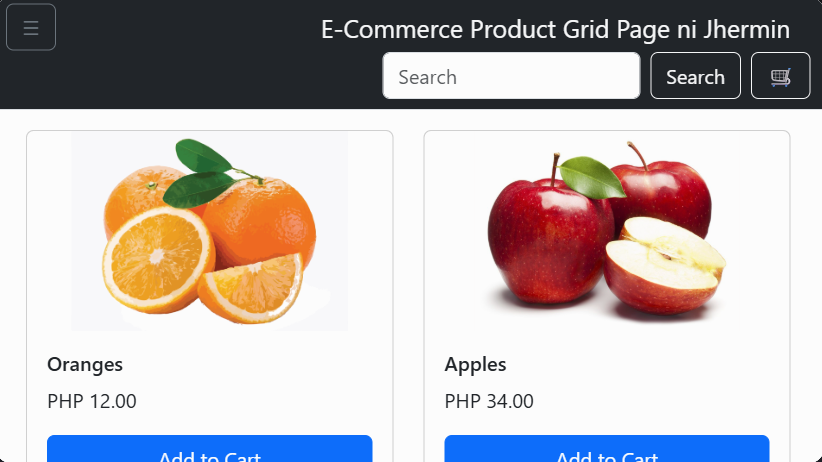 ☰
E-Commerce Product Grid Page ni Jhermin
Search
Search
🛒
Oranges
Apples
PHP 12.00
PHP 34.00
Add to Cart
Add to Cart